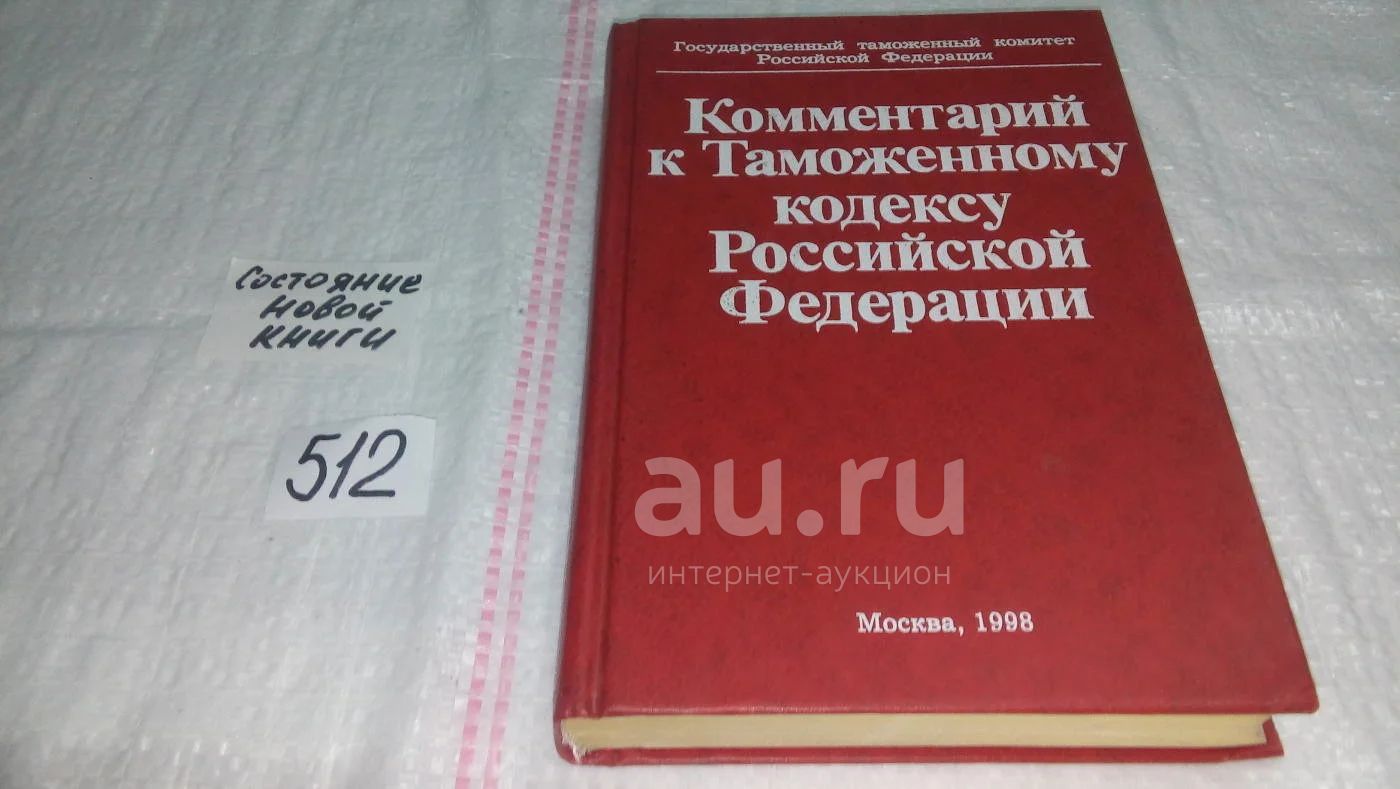 Государственный таможенный комитет
Российской Федерации
Комментарий
к Таможенному
кодексу
Российской
Федерации
Москва, 1998
Состояние
новой
книги
512
au.ru
интернет-аукцион